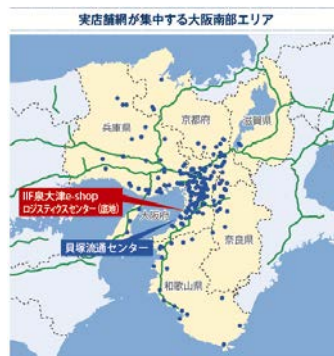 実店舗網が集中する大阪南部エリア
兵庫県
京都府
滋賀県
IIF泉大津e-shop
ロジスティクスセンター(底地)
大阪府
貝塚流通センター
奈良県
和歌山県